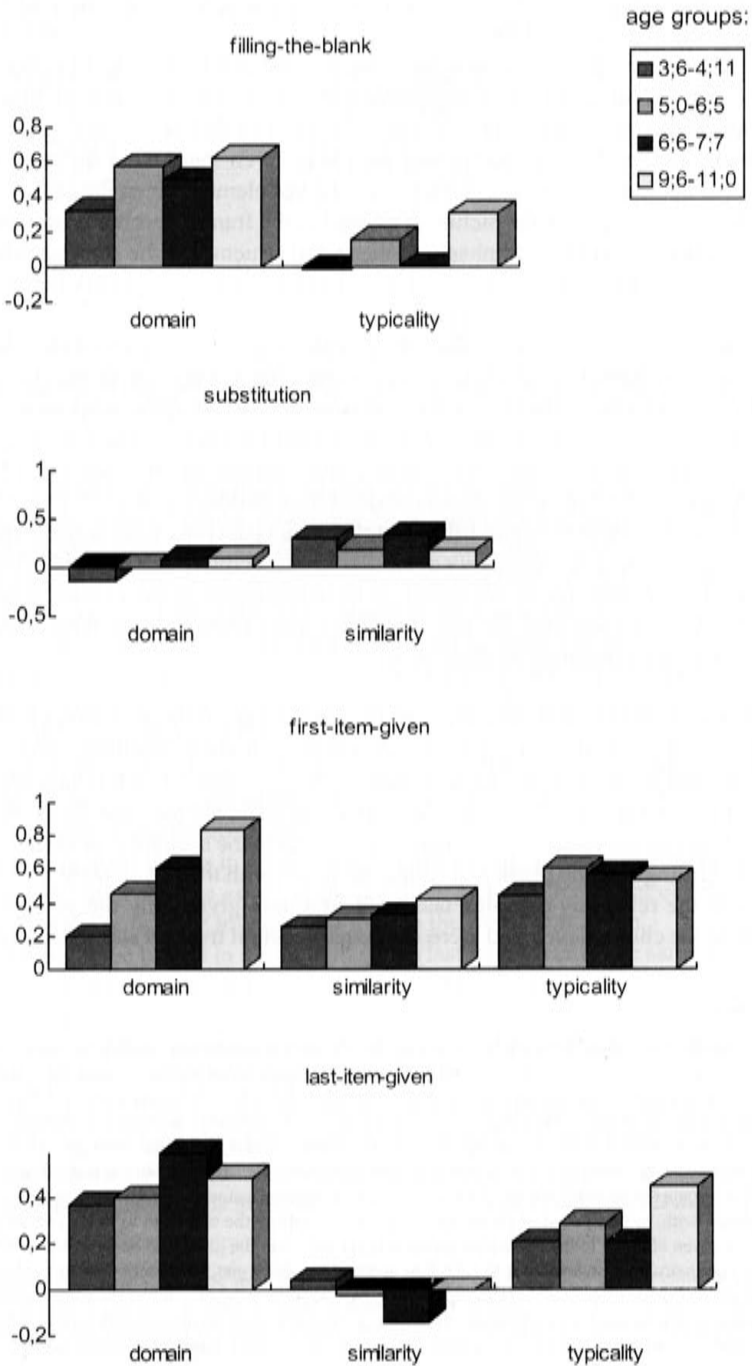 age groups:
3;6-4;11
5;0-6;5
6;6-7;7
9;6-11;0
filling-the-blank
0,8
0,6
0,4
0,2
0
-0,2
domain typicality
substitution
1
0,5
0
-0,5
domain similarity
first-item-given
1
0,8
0,6
0,4
0,2
0
domain similarity typicality
last-item-given
0,4
0,2
0
-0,2
domain similarity typicality